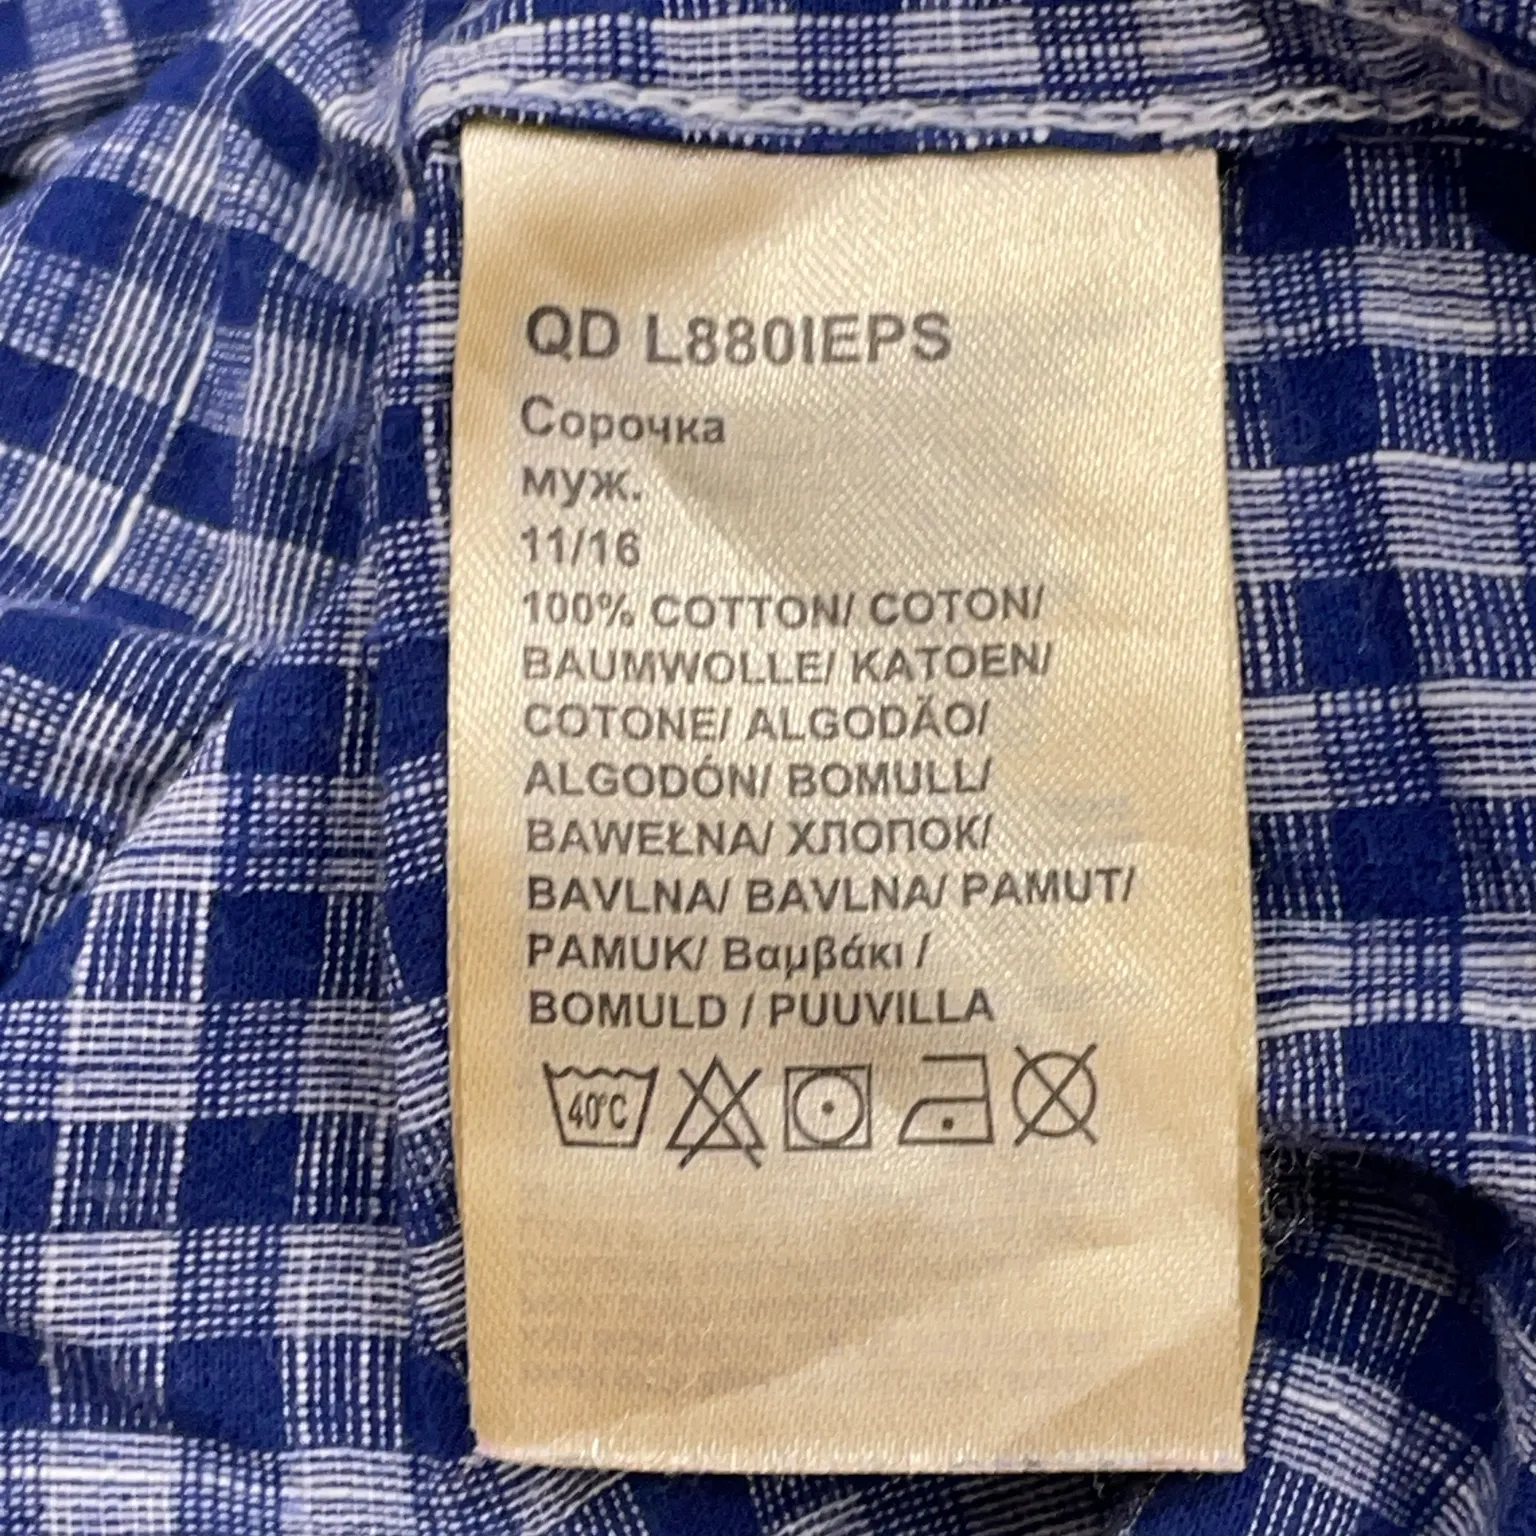 QD L880IEPS
Сорочка
муж.
11/16
100% COTTON/ COTON/
BAUMWOLLE/ KATOEN/
COTONE/ ALGODÃO/
ALGODÓN/ BOMULL/
BAWEŁNA/ ХЛОПОК/
BAVLNA/ BAVLNA/ PAMUT/
PAMUK/ Βαμβάκι /
BOMULD / PUUVILLA
40°C